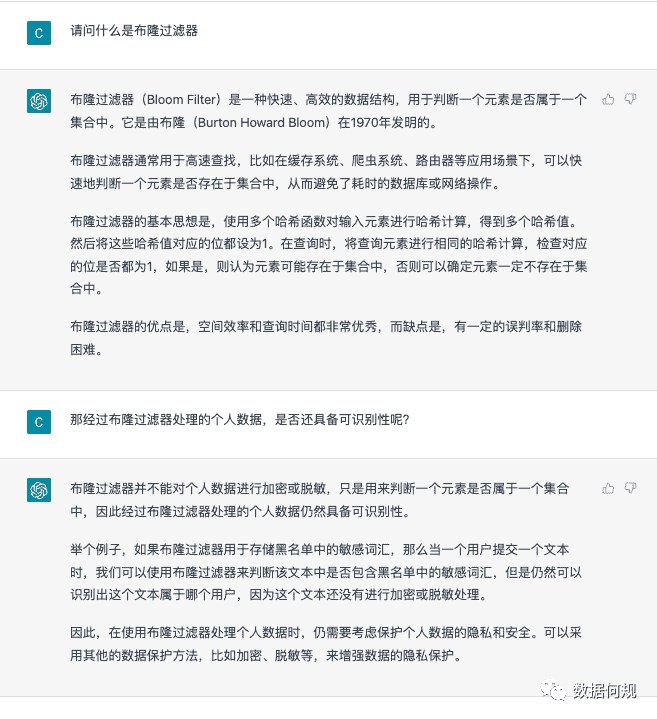 C
请问什么是布隆过滤器
布隆过滤器（Bloom Filter）是一种快速、高效的数据结构，用于判断一个元素是否属于一个
集合中。它是由布隆（Burton Howard Bloom）在1970年发明的。
布隆过滤器通常用于高速查找，比如在缓存系统、爬虫系统、路由器等应用场景下，可以快
速地判断一个元素是否存在于集合中，从而避免了耗时的数据库或网络操作。
布隆过滤器的基本思想是，使用多个哈希函数对输入元素进行哈希计算，得到多个哈希值。
然后将这些哈希值对应的位都设为1。在查询时，将查询元素进行相同的哈希计算，检查对应
的位是否都为1，如果是，则认为元素可能存在于集合中，否则可以确定元素一定不存在于集
合中。
布隆过滤器的优点是，空间效率和查询时间都非常优秀，而缺点是，有一定的误判率和删除
困难。
C
那经过布隆过滤器处理的个人数据，是否还具备可识别性呢?
布隆过滤器并不能对个人数据进行加密或脱敏，只是用来判断一个元素是否属于一个集合
中，因此经过布隆过滤器处理的个人数据仍然具备可识别性。
举个例子，如果布隆过滤器用于存储黑名单中的敏感词汇，那么当一个用户提交一个文本
时，我们可以使用布隆过滤器来判断该文本中是否包含黑名单中的敏感词汇，但是仍然可以
识别出这个文本属于哪个用户，因为这个文本还没有进行加密或脱敏处理。
因此，在使用布隆过滤器处理个人数据时，仍需要考虑保护个人数据的隐私和安全。可以采
用其他的数据保护方法，比如加密、脱敏等，来增强数据的隐私保护。
数据何规